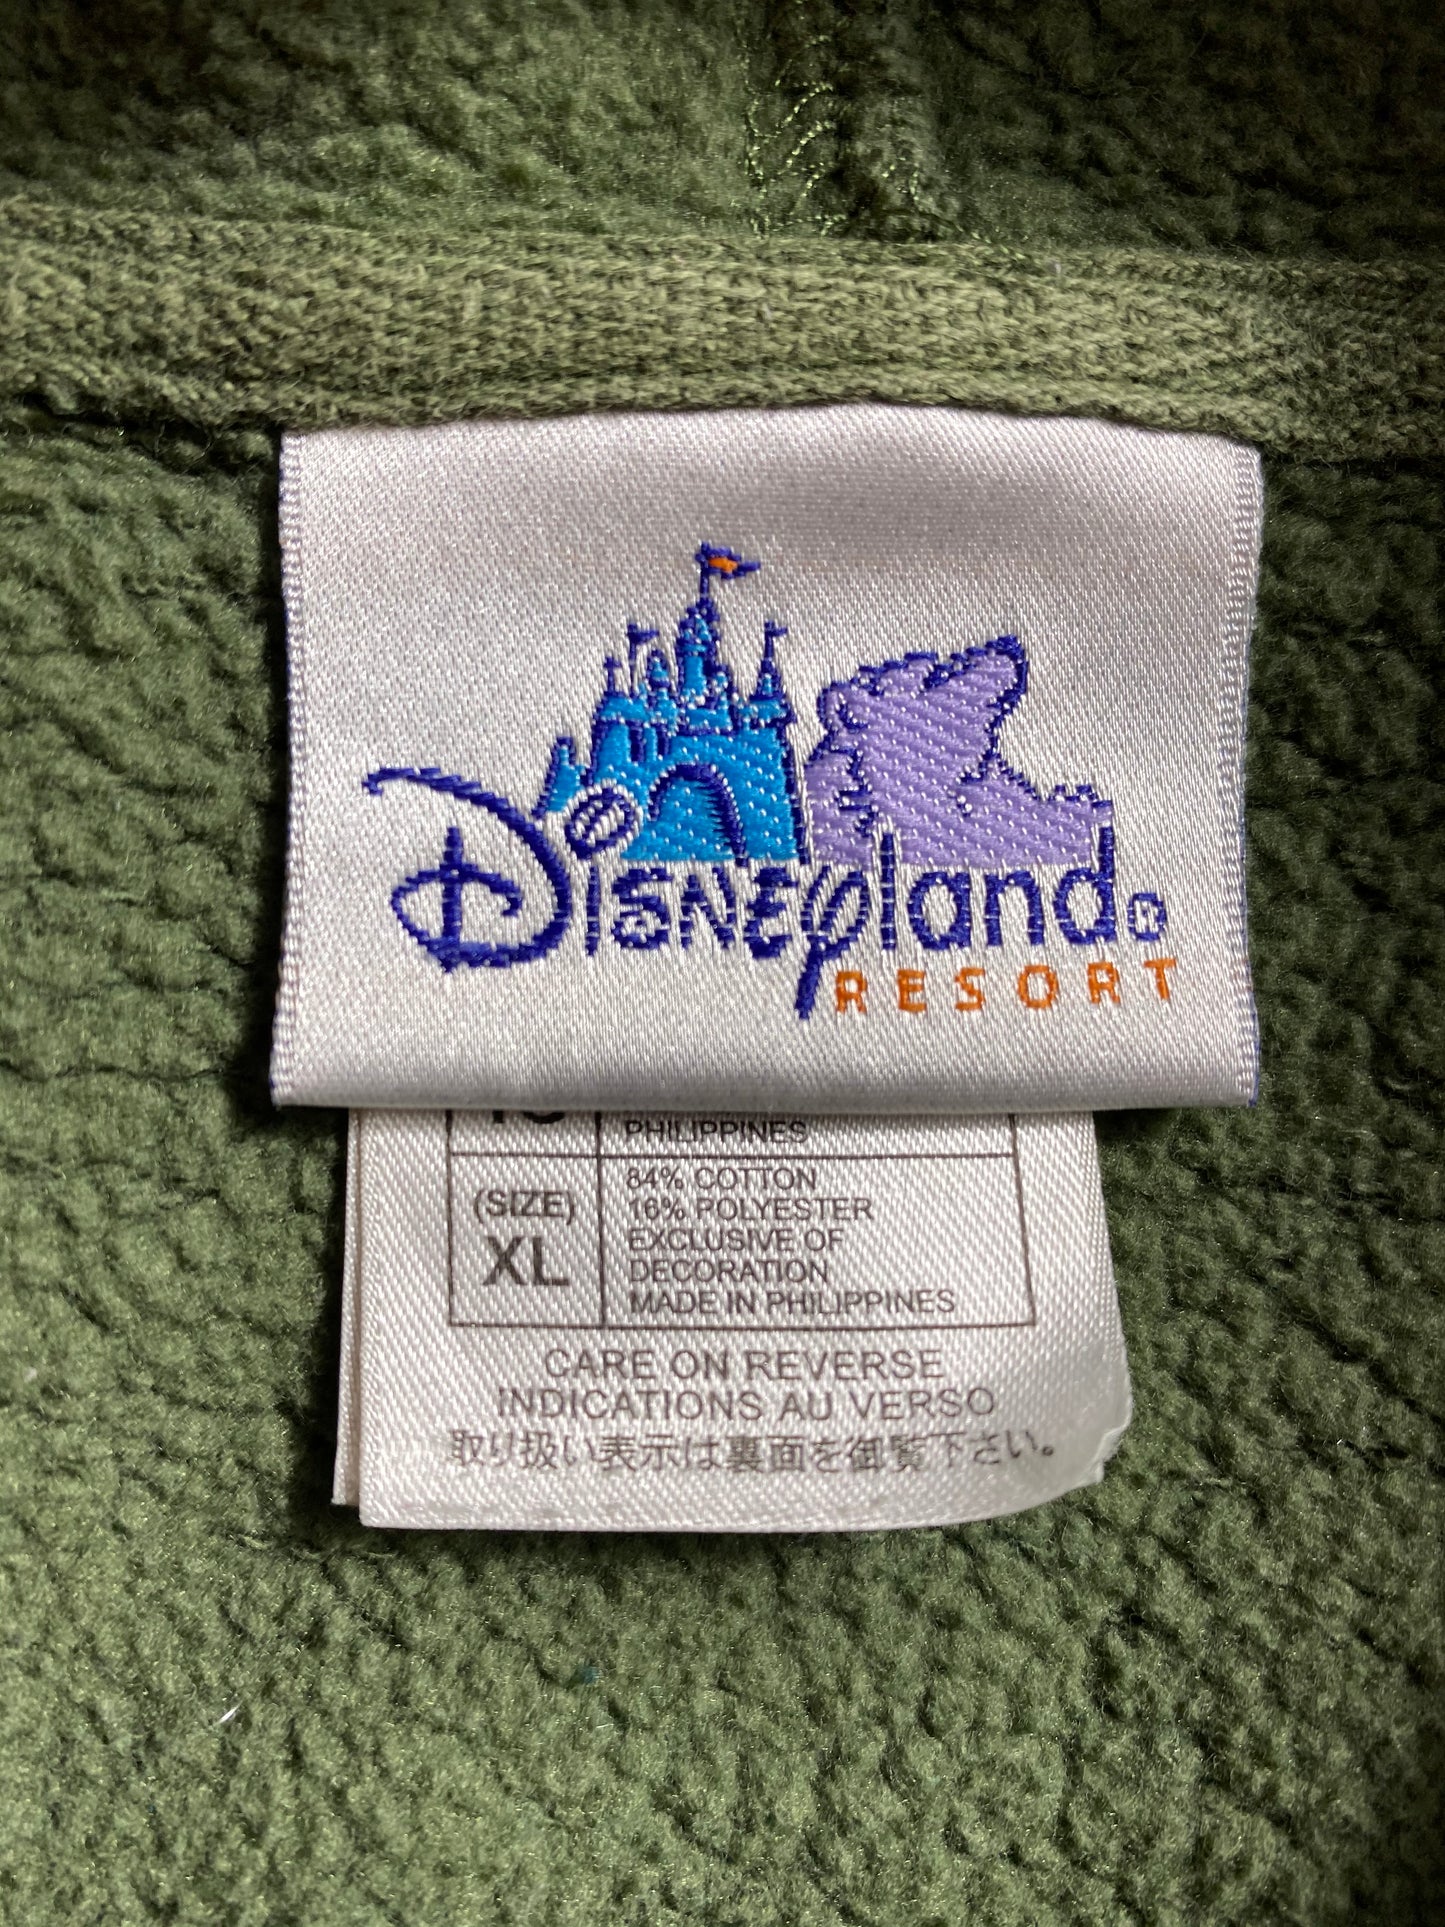 Disneyland®
RESORT
PHILIPPINES
(SIZE)
XL
84% COTTON
16% POLYESTER
EXCLUSIVE OF
DECORATION
MADE IN PHILIPPINES
CARE ON REVERSE
INDICATIONS AU VERSO
取り扱い表示は裏面を御覧下さい。